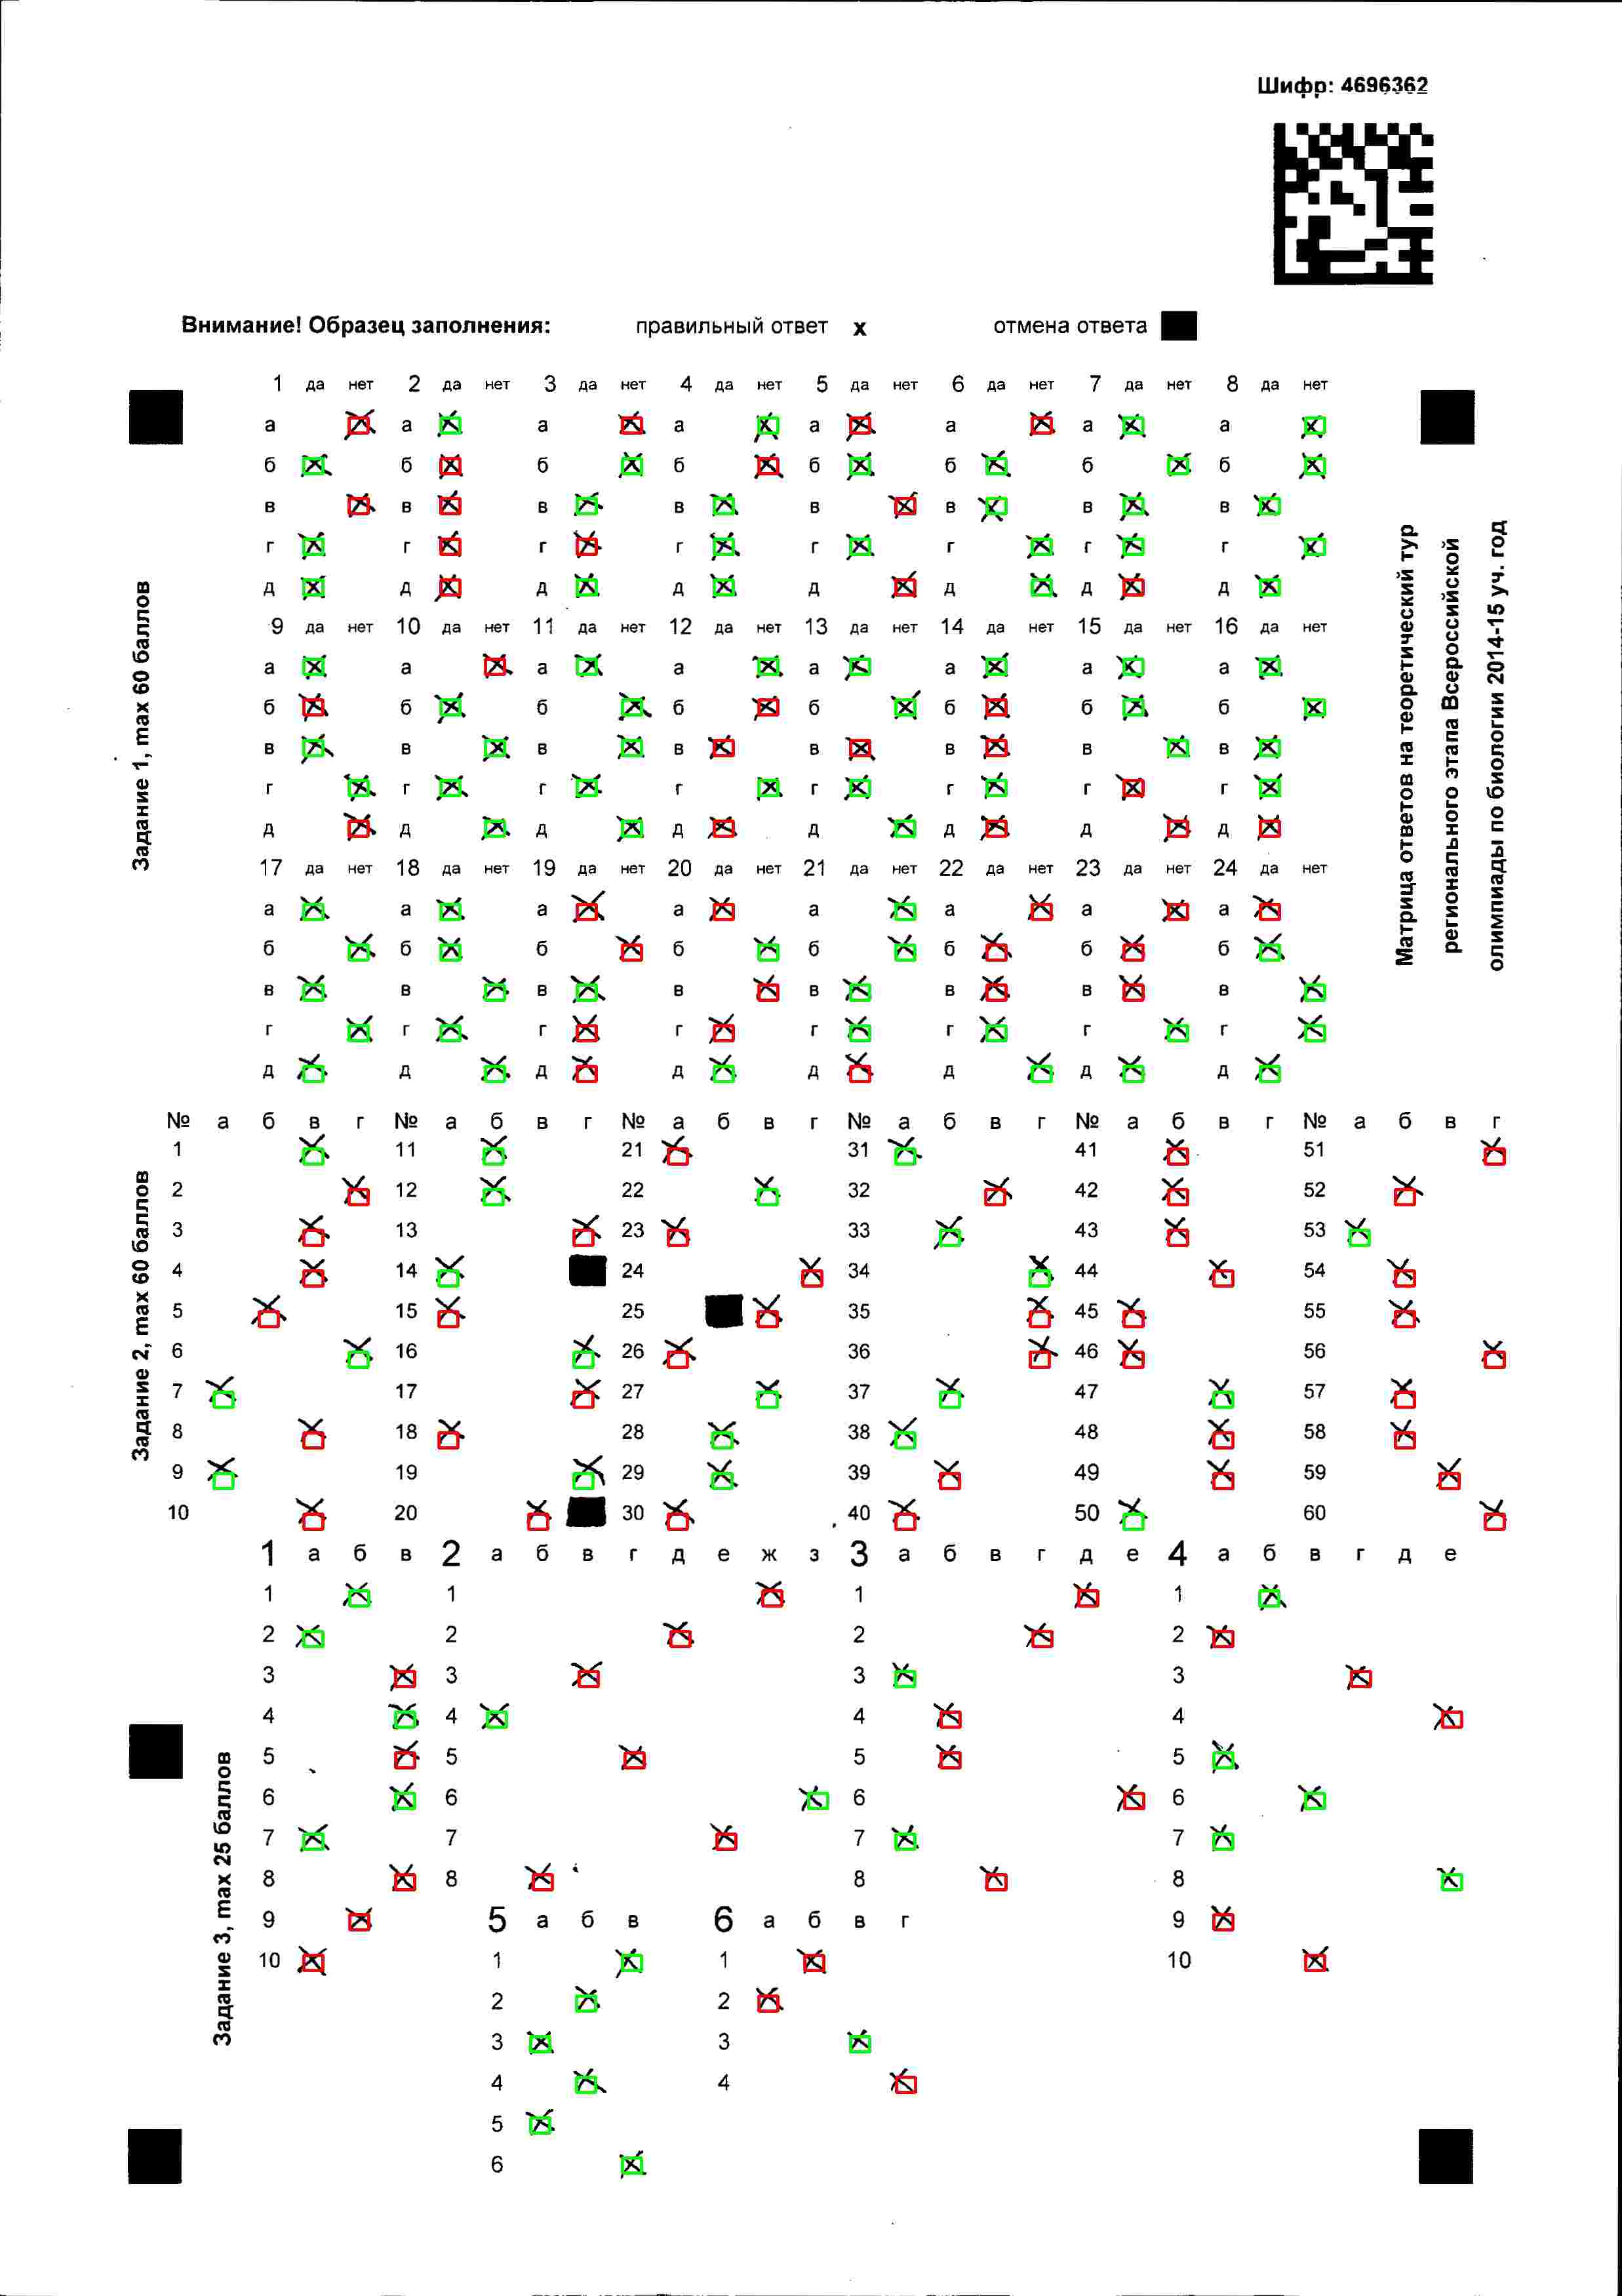 Шифр: 4696362
Внимание! Образец заполнения: правильный ответ x отмена ответа
1 да нет 2 да нет 3 да нет 4 да нет 5 да нет 6 да нет 7 да нет 8 да нет
а а а а а а а а
б б б б б б б б
в в в в в в в в
г г г г г г г г
д д д д д д д д
9 да нет 10 да нет 11 да нет 12 да нет 13 да нет 14 да нет 15 да нет 16 да нет
а а а а а а а а
б б б б б б б б
в в в в в в в в
г г г г г г г г
д д д д д д д д
17 да нет 18 да нет 19 да нет 20 да нет 21 да нет 22 да нет 23 да нет 24 да нет
а а а а а а а а
б б б б б б б б
в в в в в в в в
г г г г г г г г
д д д д д д д д
Задание 1, max 60 баллов
Матрица ответов на теоретический тур
регионального этапа Всероссийской
олимпиады по биологии 2014-15 уч. год
№ а б в г № а б в г № а б в г № а б в г № а б в г № а б в г
1 11 21 31 41 51
2 12 22 32 42 52
3 13 23 33 43 53
4 14 24 34 44 54
5 15 25 35 45 55
6 16 26 36 46 56
7 17 27 37 47 57
8 18 28 38 48 58
9 19 29 39 49 59
10 20 30 40 50 60
Задание 2, max 60 баллов
1 а б в 2 а б в г д е ж з 3 а б в г д е 4 а б в г д е
1 1 1 1
2 2 2 2
3 3 3 3
4 4 4 4
5 5 5 5
6 6 6 6
7 7 7 7
8 8 8 8
9 5 а б в 6 а б в г 9
10 1 1 10
2 2
3 3
4 4
5
6
Задание 3, max 25 баллов